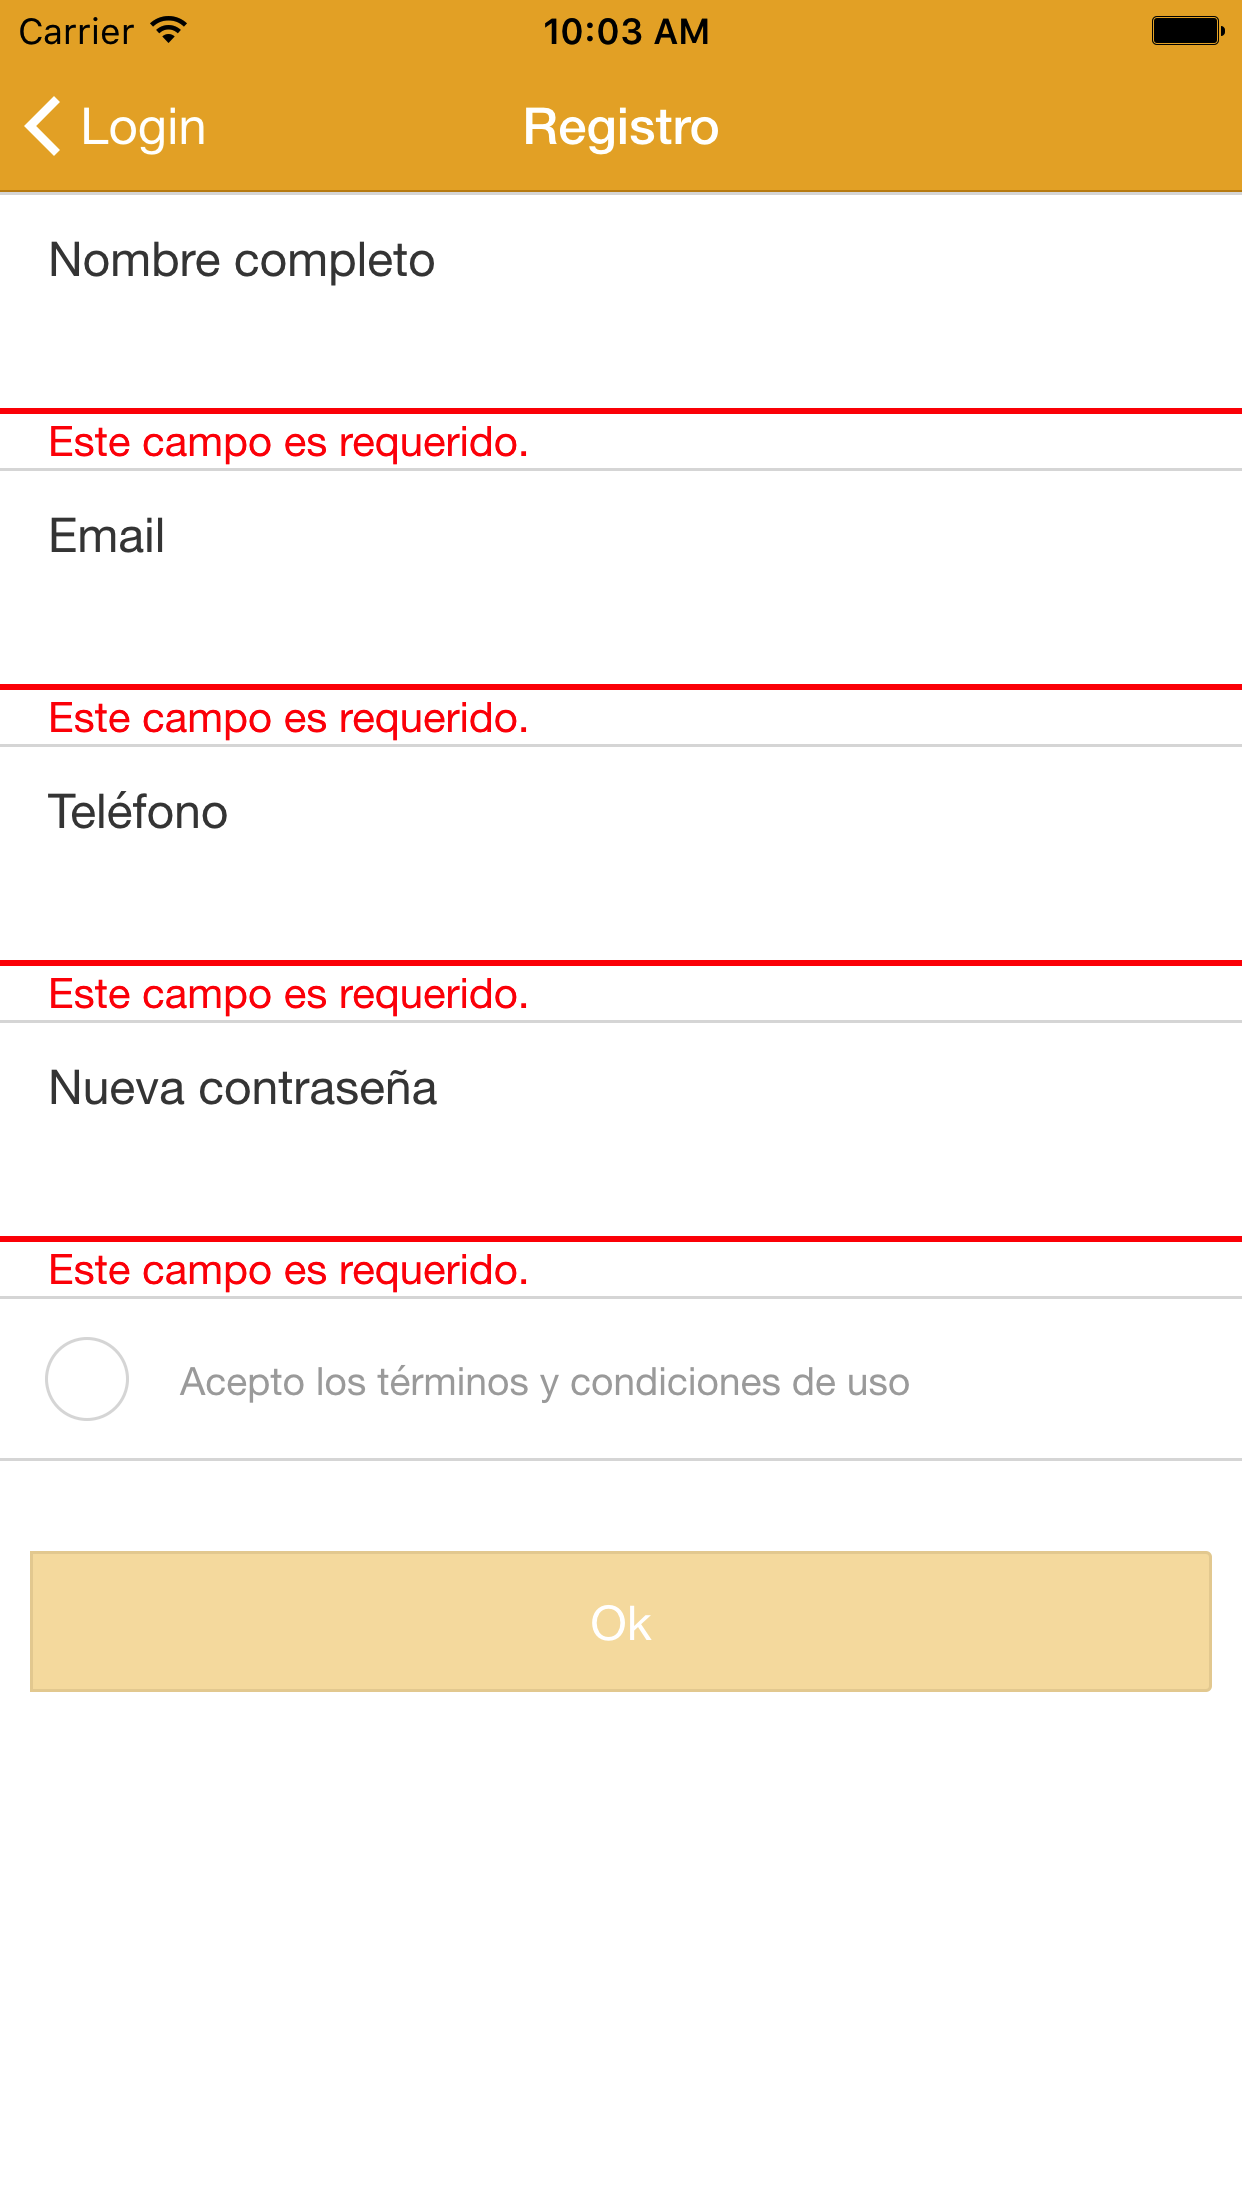 Carrier 10:03 AM
Login Registro
Nombre completo
Este campo es requerido.
Email
Este campo es requerido.
Teléfono
Este campo es requerido.
Nueva contraseña
Este campo es requerido.
Acepto los términos y condiciones de uso
Ok